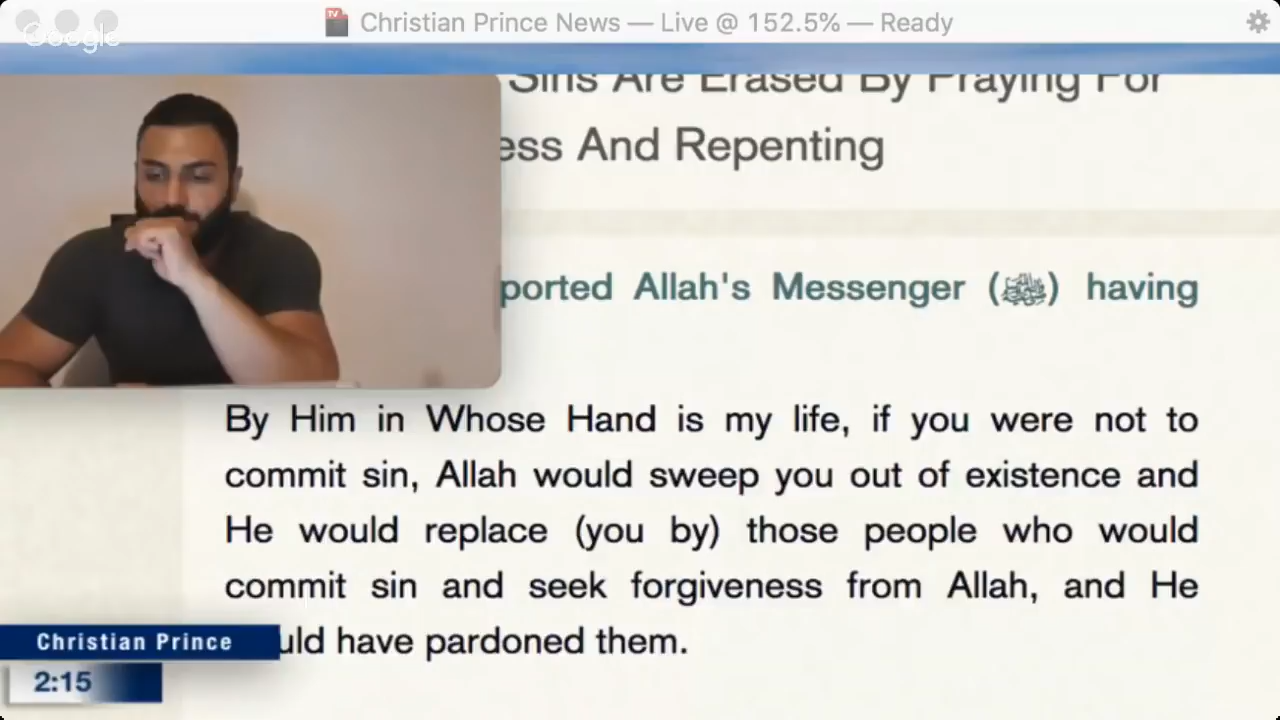 Christian Prince News — Live @ 152.5% — Ready
Google
Sins Are Erased By Praying For
ess And Repenting
ported Allah's Messenger (ﷺ) having
By Him in Whose Hand is my life, if you were not to
commit sin, Allah would sweep you out of existence and
He would replace (you by) those people who would
commit sin and seek forgiveness from Allah, and He
uld have pardoned them.
Christian Prince
2:15